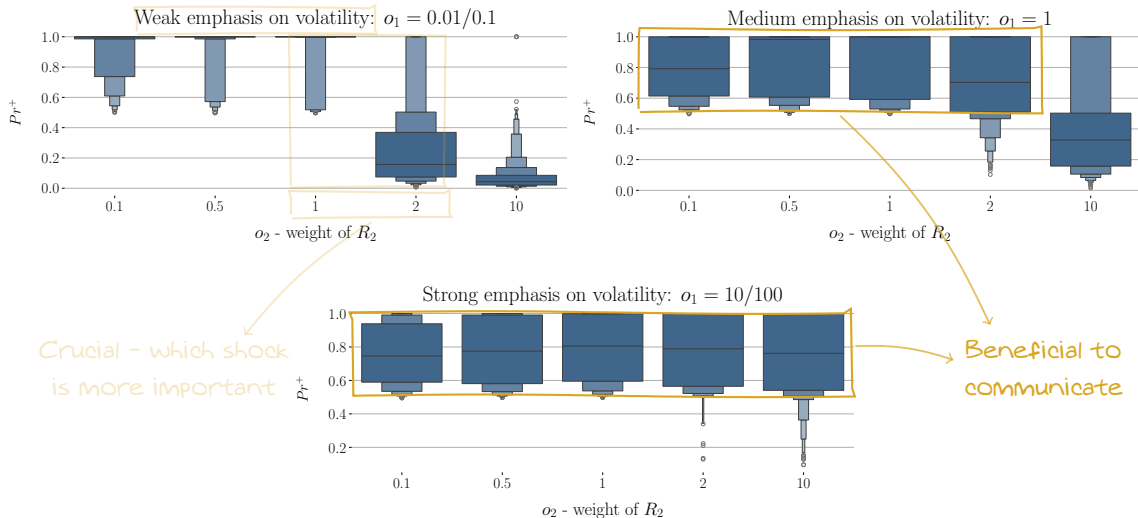 Weak emphasis on volatility: o₁ = 0.01/0.1
Medium emphasis on volatility: o₁ = 1
Pr⁺
1.0
0.8
0.6
0.4
0.2
0.0
0.1
0.5
1
2
10
o₂ - weight of R₂
Pr⁺
1.0
0.8
0.6
0.4
0.2
0.0
0.1
0.5
1
2
10
o₂ - weight of R₂
Crucial - which shock
is more important
Strong emphasis on volatility: o₁ = 10/100
Pr⁺
1.0
0.8
0.6
0.4
0.2
0.1
0.5
1
2
10
o₂ - weight of R₂
Beneficial to
communicate